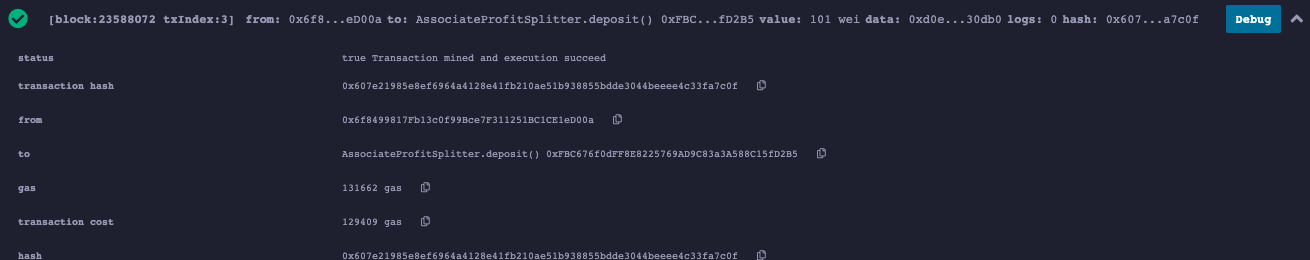 [block:23588072 txIndex:3] from: 0x6f8...eD00a to: AssociateProfitSplitter.deposit() 0xFBC...fD2B5 value: 101 wei data: 0xd0e...30db0 logs: 0 hash: 0x607...a7c0f Debug
status true Transaction mined and execution succeed
transaction hash 0x607e21985e8ef6964a4128e41fb210ae51b938855bdde3044beeee4c33fa7c0f
from 0x6f8499817Fb13c0f99Bce7F311251BC1CE1eD00a
to AssociateProfitSplitter.deposit() 0xFBC676f0dFF8E8225769AD9C83a3A588C15fD2B5
gas 131662 gas
transaction cost 129409 gas
hash 0x607e21985e8ef6964a4128e41fb210ae51b938855bdde3044beeee4c33fa7c0f